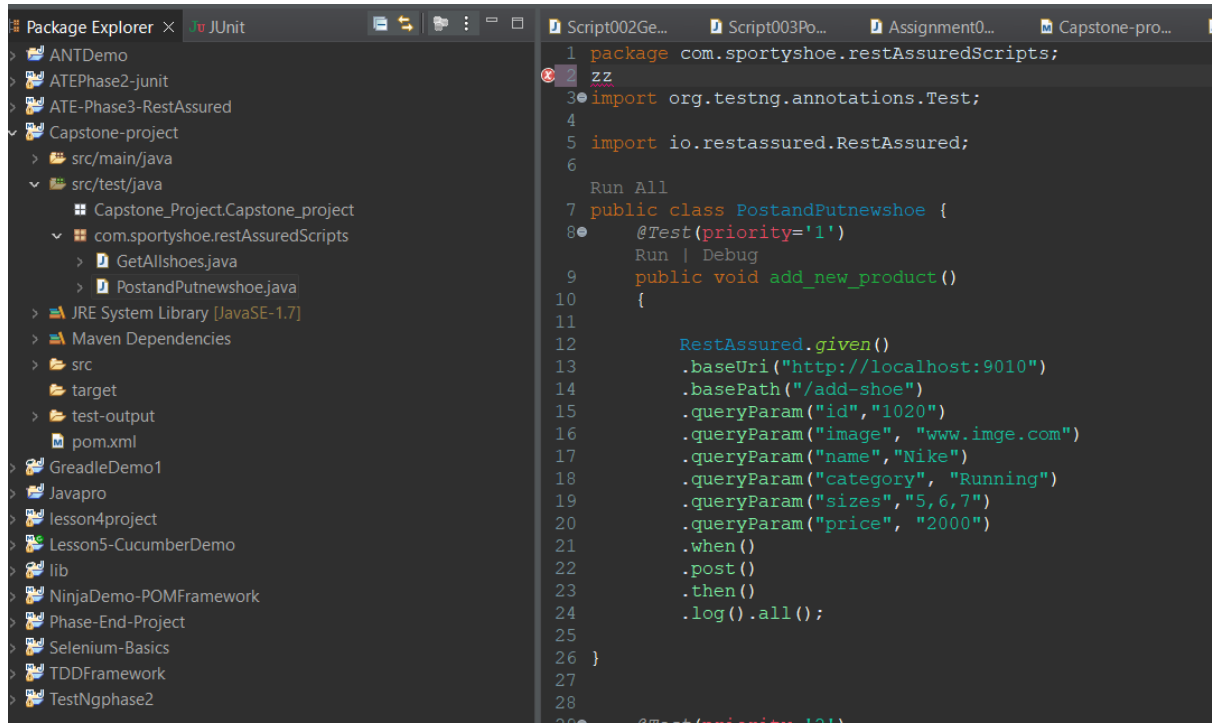 Package Explorer × Ju JUnit
ANTDemo
ATEPhase2-junit
ATE-Phase3-RestAssured
Capstone-project
src/main/java
src/test/java
Capstone_Project.Capstone_project
com.sportyshoe.restAssuredScripts
GetAllshoes.java
PostandPutnewshoe.java
JRE System Library [JavaSE-1.7]
Maven Dependencies
src
target
test-output
pom.xml
GreadleDemo1
Javapro
lesson4project
Lesson5-CucumberDemo
lib
NinjaDemo-POMFramework
Phase-End-Project
Selenium-Basics
TDDFramework
TestNgphase2
Script002Ge... Script003Po... Assignment0... Capstone-pro...
1 package com.sportyshoe.restAssuredScripts;
2 zz
3 import org.testng.annotations.Test;
4
5 import io.restassured.RestAssured;
6
Run All
7 public class PostandPutnewshoe {
8 @Test(priority='1')
Run | Debug
9 public void add_new_product()
10 {
11
12 RestAssured.given()
13 .baseUri("http://localhost:9010")
14 .basePath("/add-shoe")
15 .queryParam("id","1020")
16 .queryParam("image", "www.imge.com")
17 .queryParam("name","Nike")
18 .queryParam("category", "Running")
19 .queryParam("sizes","5,6,7")
20 .queryParam("price", "2000")
21 .when()
22 .post()
23 .then()
24 .log().all();
25
26 }
27
28